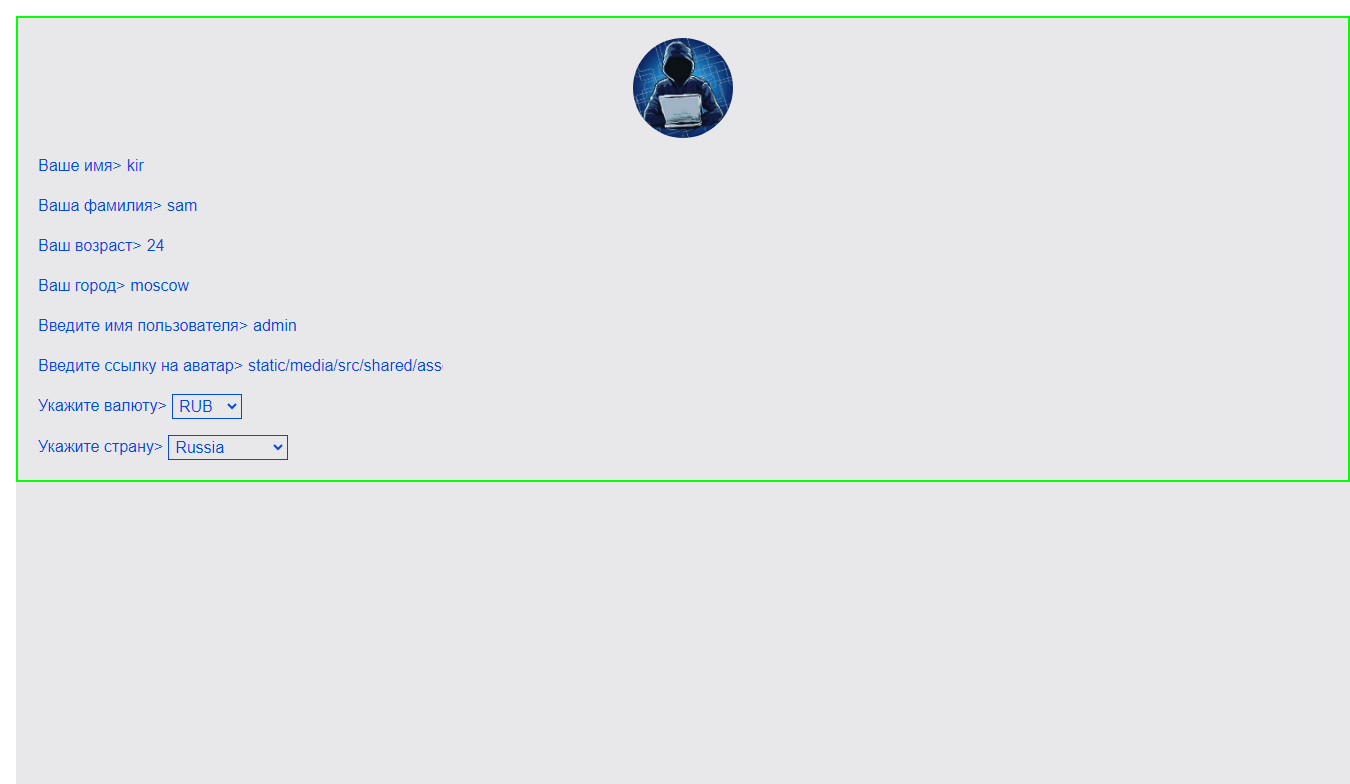 Ваше имя> kir
Ваша фамилия> sam
Ваш возраст> 24
Ваш город> moscow
Введите имя пользователя> admin
Введите ссылку на аватар> static/media/src/shared/ass
Укажите валюту> RUB
Укажите страну> Russia